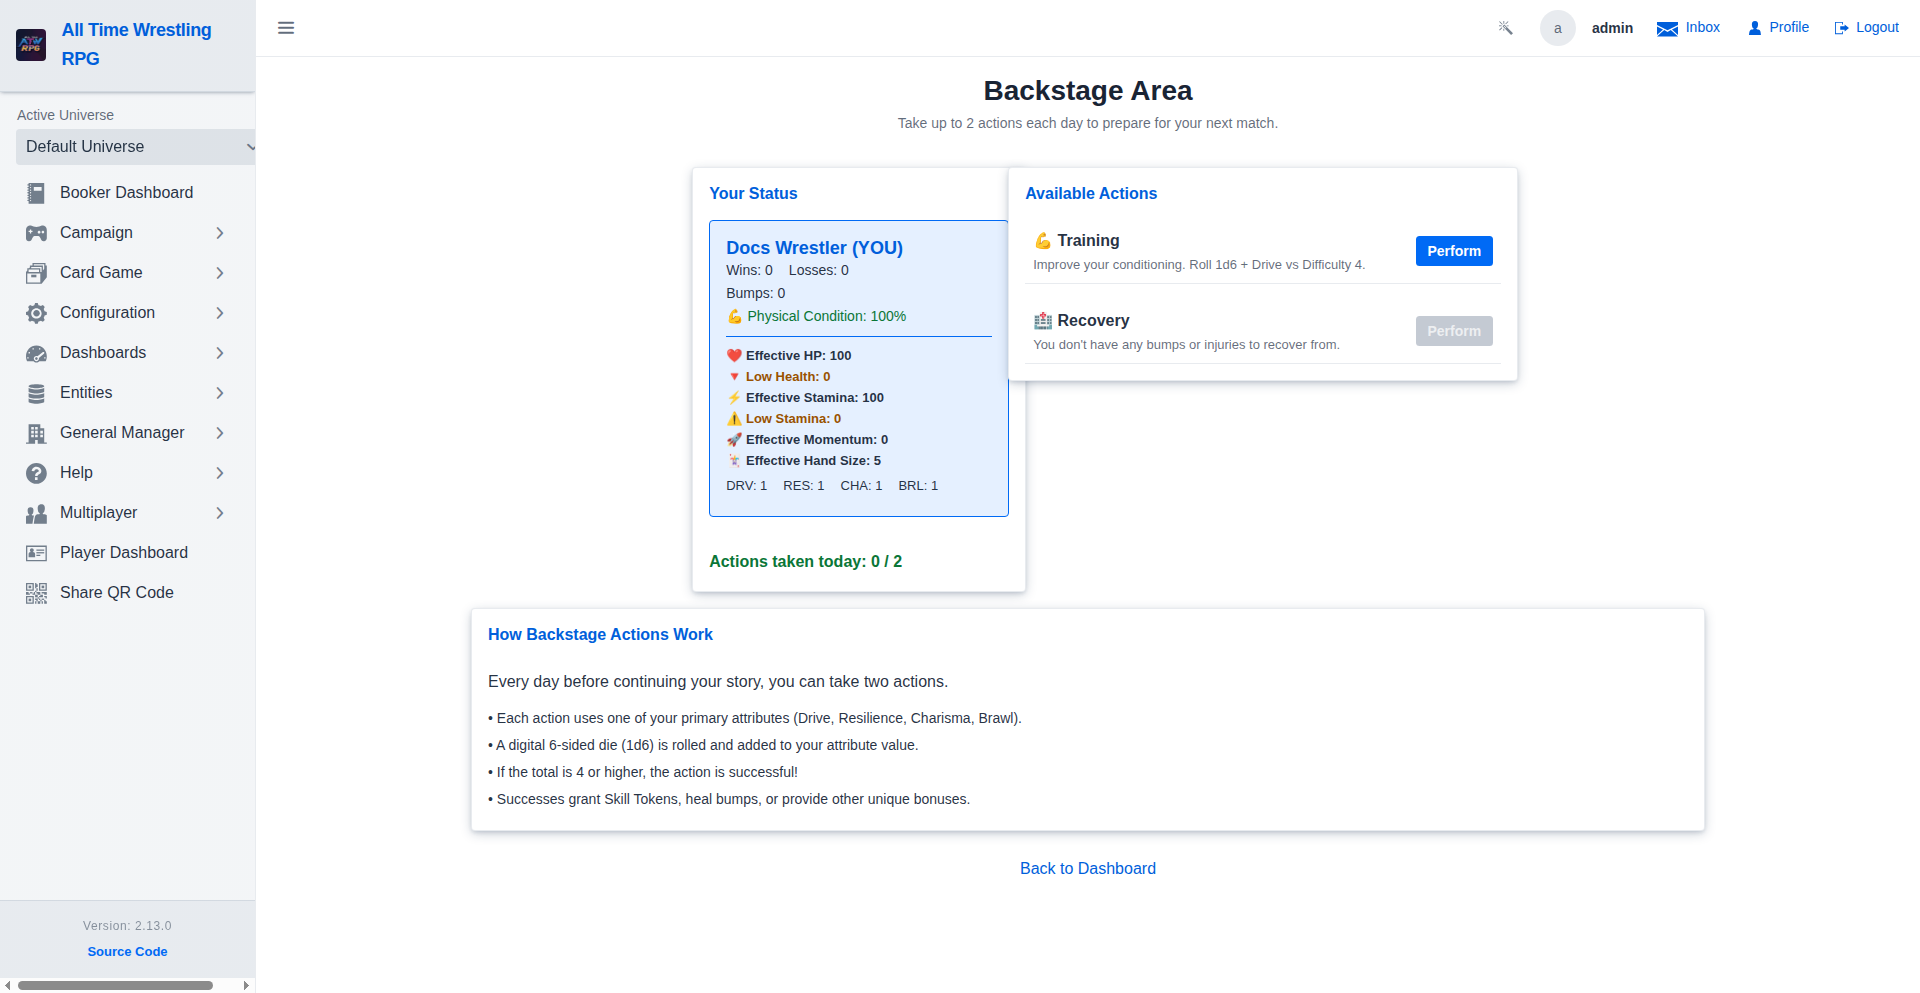 All Time Wrestling
RPG
a
admin
Inbox
Profile
Logout
Active Universe
Default Universe
Booker Dashboard
Campaign
Card Game
Configuration
Dashboards
Entities
General Manager
Help
Multiplayer
Player Dashboard
Share QR Code
Version: 2.13.0
Source Code
Backstage Area
Take up to 2 actions each day to prepare for your next match.
Your Status
Docs Wrestler (YOU)
Wins: 0 Losses: 0
Bumps: 0
💪 Physical Condition: 100%
❤️ Effective HP: 100
🔻 Low Health: 0
⚡ Effective Stamina: 100
⚠️ Low Stamina: 0
🚀 Effective Momentum: 0
🃏 Effective Hand Size: 5
DRV: 1 RES: 1 CHA: 1 BRL: 1
Actions taken today: 0 / 2
Available Actions
💪 Training
Improve your conditioning. Roll 1d6 + Drive vs Difficulty 4.
Perform
🏥 Recovery
You don't have any bumps or injuries to recover from.
Perform
How Backstage Actions Work
Every day before continuing your story, you can take two actions.
• Each action uses one of your primary attributes (Drive, Resilience, Charisma, Brawl).
• A digital 6-sided die (1d6) is rolled and added to your attribute value.
• If the total is 4 or higher, the action is successful!
• Successes grant Skill Tokens, heal bumps, or provide other unique bonuses.
Back to Dashboard